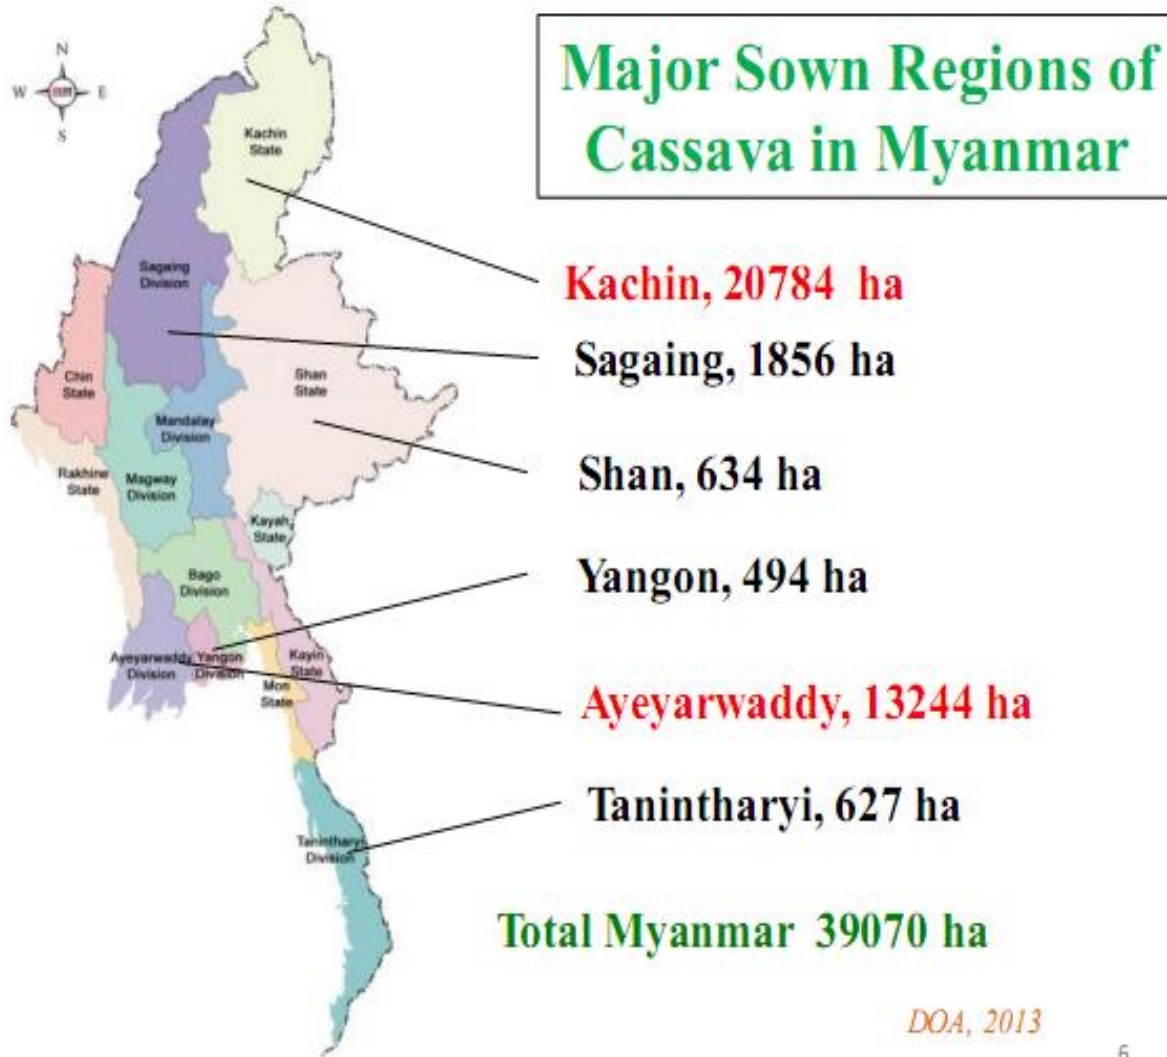 Major Sown Regions of
Cassava in Myanmar
N
W
E
S
Kachin
State
Sagaing
Division
Chin
State
Shan
State
Mandalay
Division
Rakhine
State
Magway
Division
Kayah
State
Bago
Division
Ayeyarwaddy
Division
Yangon
Division
Kayin
State
Mon
State
Tanintharyi
Division
Kachin, 20784 ha
Sagaing, 1856 ha
Shan, 634 ha
Yangon, 494 ha
Ayeyarwaddy, 13244 ha
Tanintharyi, 627 ha
Total Myanmar 39070 ha
DOA, 2013
6